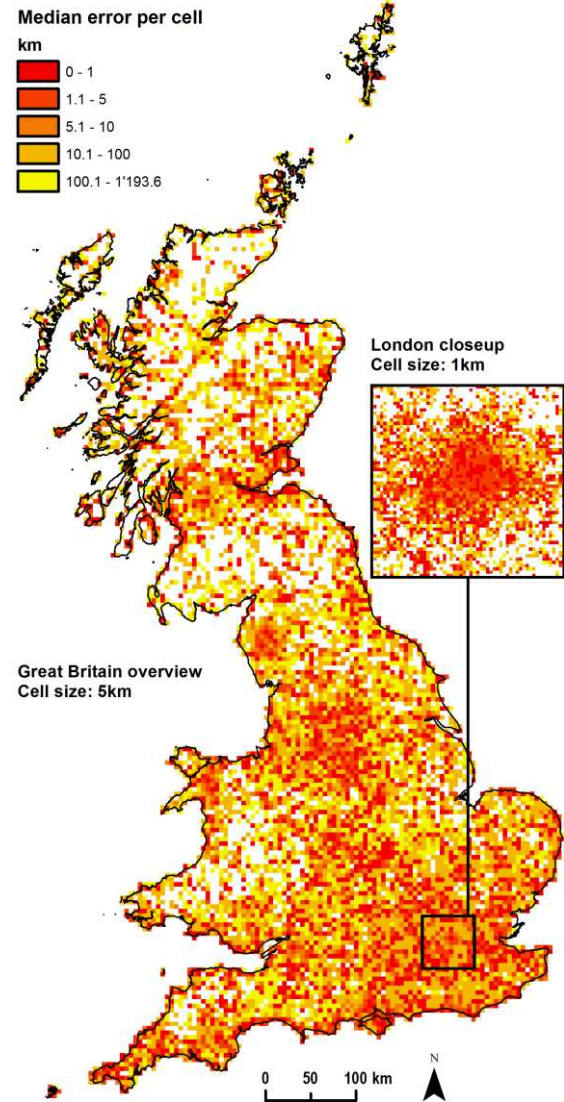 Median error per cell
km
0 - 1
1.1 - 5
5.1 - 10
10.1 - 100
100.1 - 1'193.6
London closeup
Cell size: 1km
Great Britain overview
Cell size: 5km
N
0 50 100 km